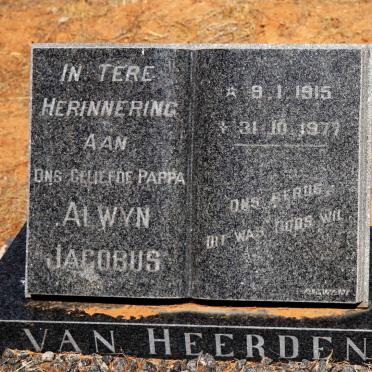 IN TERE
HERINNERING
AAN
ONS GELIEFDE PAPPA
ALWYN
JACOBUS
* 9.1.1915
† 31.10.1977
ONS BERUS.
DIT WAS GODS WIL
VAN HEERDEN